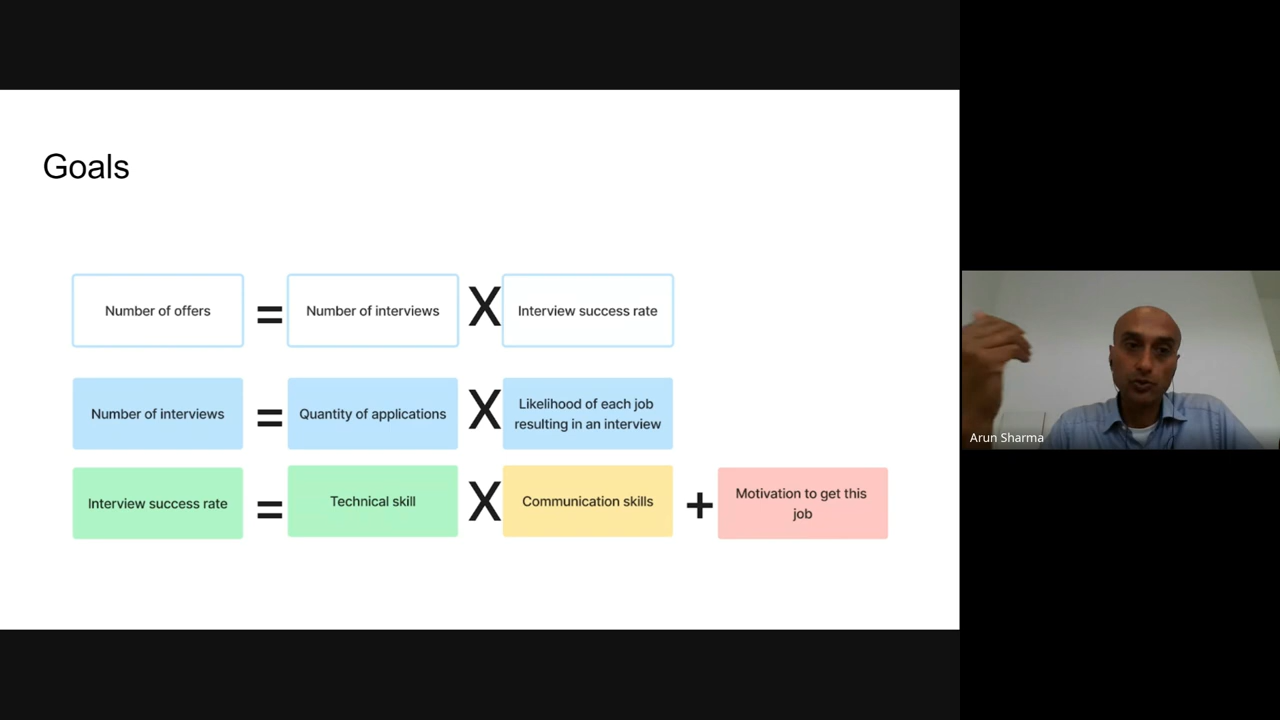 Goals
Number of offers = Number of interviews X Interview success rate
Number of interviews = Quantity of applications X Likelihood of each job
resulting in an interview
Interview success rate = Technical skill X Communication skills + Motivation to get this
job
Arun Sharma